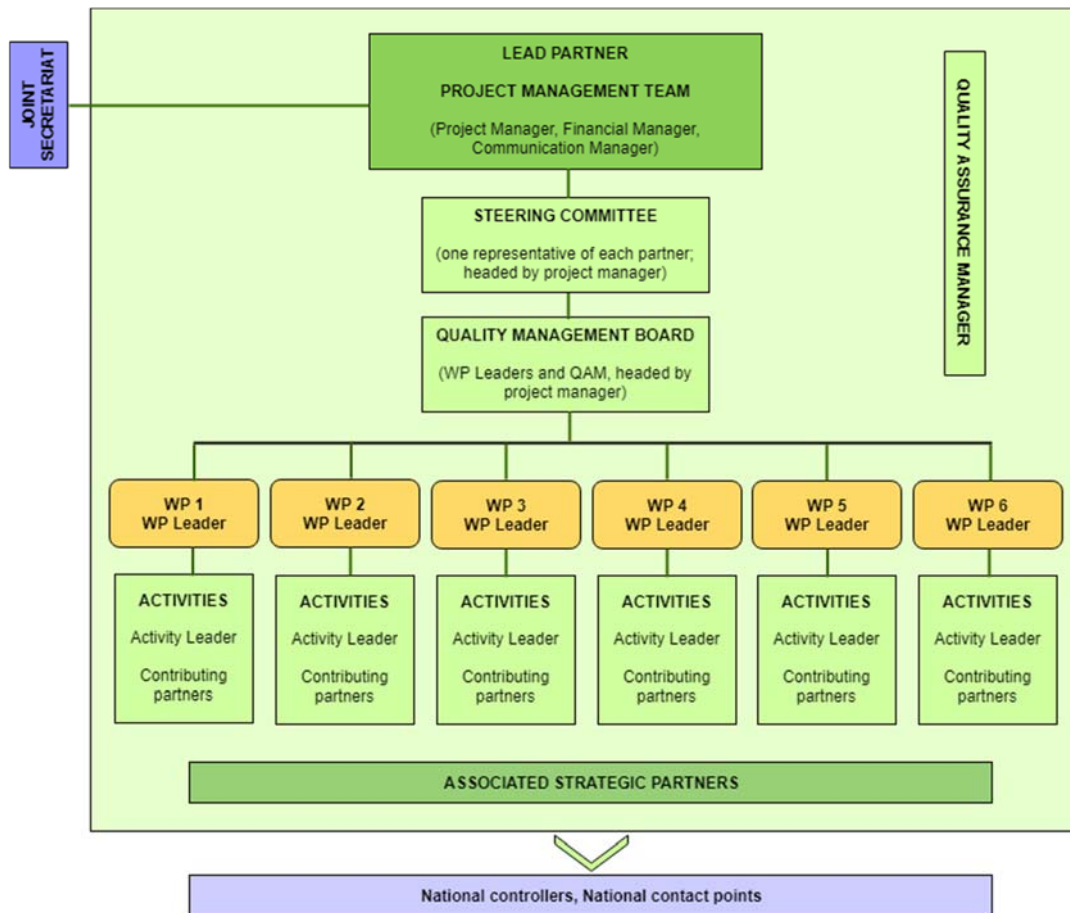 JOINT
SECRETARIAT
LEAD PARTNER
PROJECT MANAGEMENT TEAM
(Project Manager, Financial Manager,
Communication Manager)
QUALITY ASSURANCE MANAGER
STEERING COMMITTEE
(one representative of each partner;
headed by project manager)
QUALITY MANAGEMENT BOARD
(WP Leaders and QAM, headed by
project manager)
WP 1
WP Leader
WP 2
WP Leader
WP 3
WP Leader
WP 4
WP Leader
WP 5
WP Leader
WP 6
WP Leader
ACTIVITIES
Activity Leader
Contributing
partners
ACTIVITIES
Activity Leader
Contributing
partners
ACTIVITIES
Activity Leader
Contributing
partners
ACTIVITIES
Activity Leader
Contributing
partners
ACTIVITIES
Activity Leader
Contributing
partners
ACTIVITIES
Activity Leader
Contributing
partners
ASSOCIATED STRATEGIC PARTNERS
National controllers, National contact points